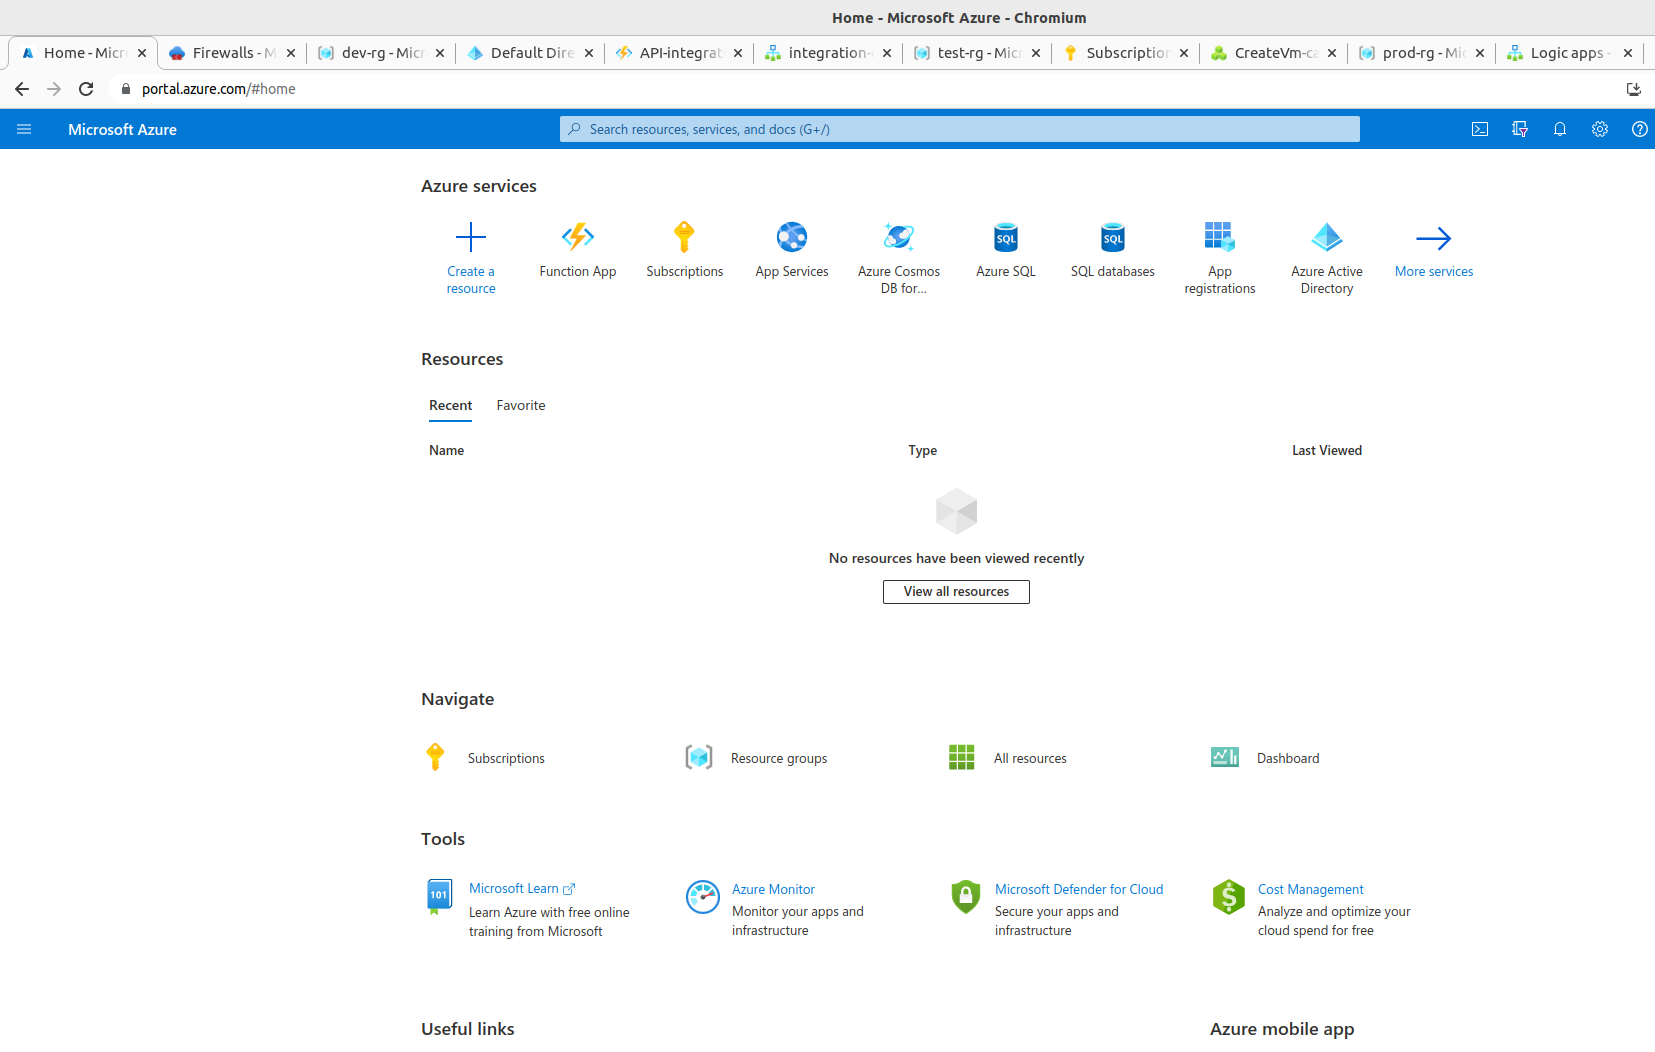 Home - Microsoft Azure - Chromium
Home - Micr
Firewalls - M
dev-rg - Micr
Default Dire
API-integrat
integration-
test-rg - Micr
Subscription
CreateVm-ca
prod-rg - Mic
Logic apps -
portal.azure.com/#home
Microsoft Azure
Search resources, services, and docs (G+/)
Azure services
Create a resource
Function App
Subscriptions
App Services
Azure Cosmos DB for...
Azure SQL
SQL databases
App registrations
Azure Active Directory
More services
SQL
SQL
Resources
Recent Favorite
Name Type Last Viewed
No resources have been viewed recently
View all resources
Navigate
Subscriptions
Resource groups
All resources
Dashboard
Tools
101
Microsoft Learn
Learn Azure with free online
training from Microsoft
Azure Monitor
Monitor your apps and
infrastructure
Microsoft Defender for Cloud
Secure your apps and
infrastructure
Cost Management
Analyze and optimize your
cloud spend for free
Useful links
Azure mobile app